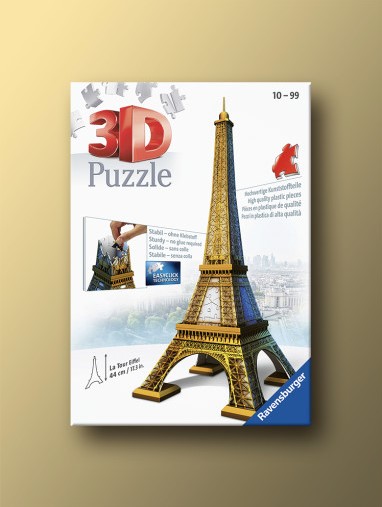 10 – 99
3D
Puzzle
Hochwertige Kunststoffteile
High quality plastic pieces
Pièces en plastique de qualité
Pezzi in plastica di alta qualità
Stabil – ohne Klebstoff
Sturdy – no glue required
Solide – sans colle
Stabile – senza colla
EASYCLICK
TECHNOLOGY
La Tour Eiffel
44 cm / 17.3 in.
Ravensburger